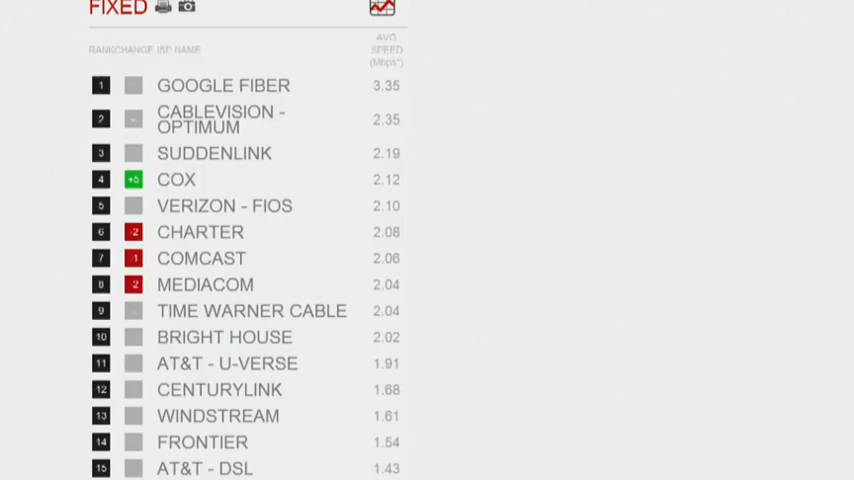 FIXED
AVG
RANK CHANGE ISP NAME SPEED
(Mbps*)
1 GOOGLE FIBER 3.35
2 - CABLEVISION - OPTIMUM 2.35
3 SUDDENLINK 2.19
4 +5 COX 2.12
5 VERIZON - FIOS 2.10
6 -2 CHARTER 2.08
7 -1 COMCAST 2.06
8 -2 MEDIACOM 2.04
9 - TIME WARNER CABLE 2.04
10 BRIGHT HOUSE 2.02
11 AT&T - U-VERSE 1.91
12 CENTURYLINK 1.68
13 WINDSTREAM 1.61
14 FRONTIER 1.54
15 AT&T - DSL 1.43